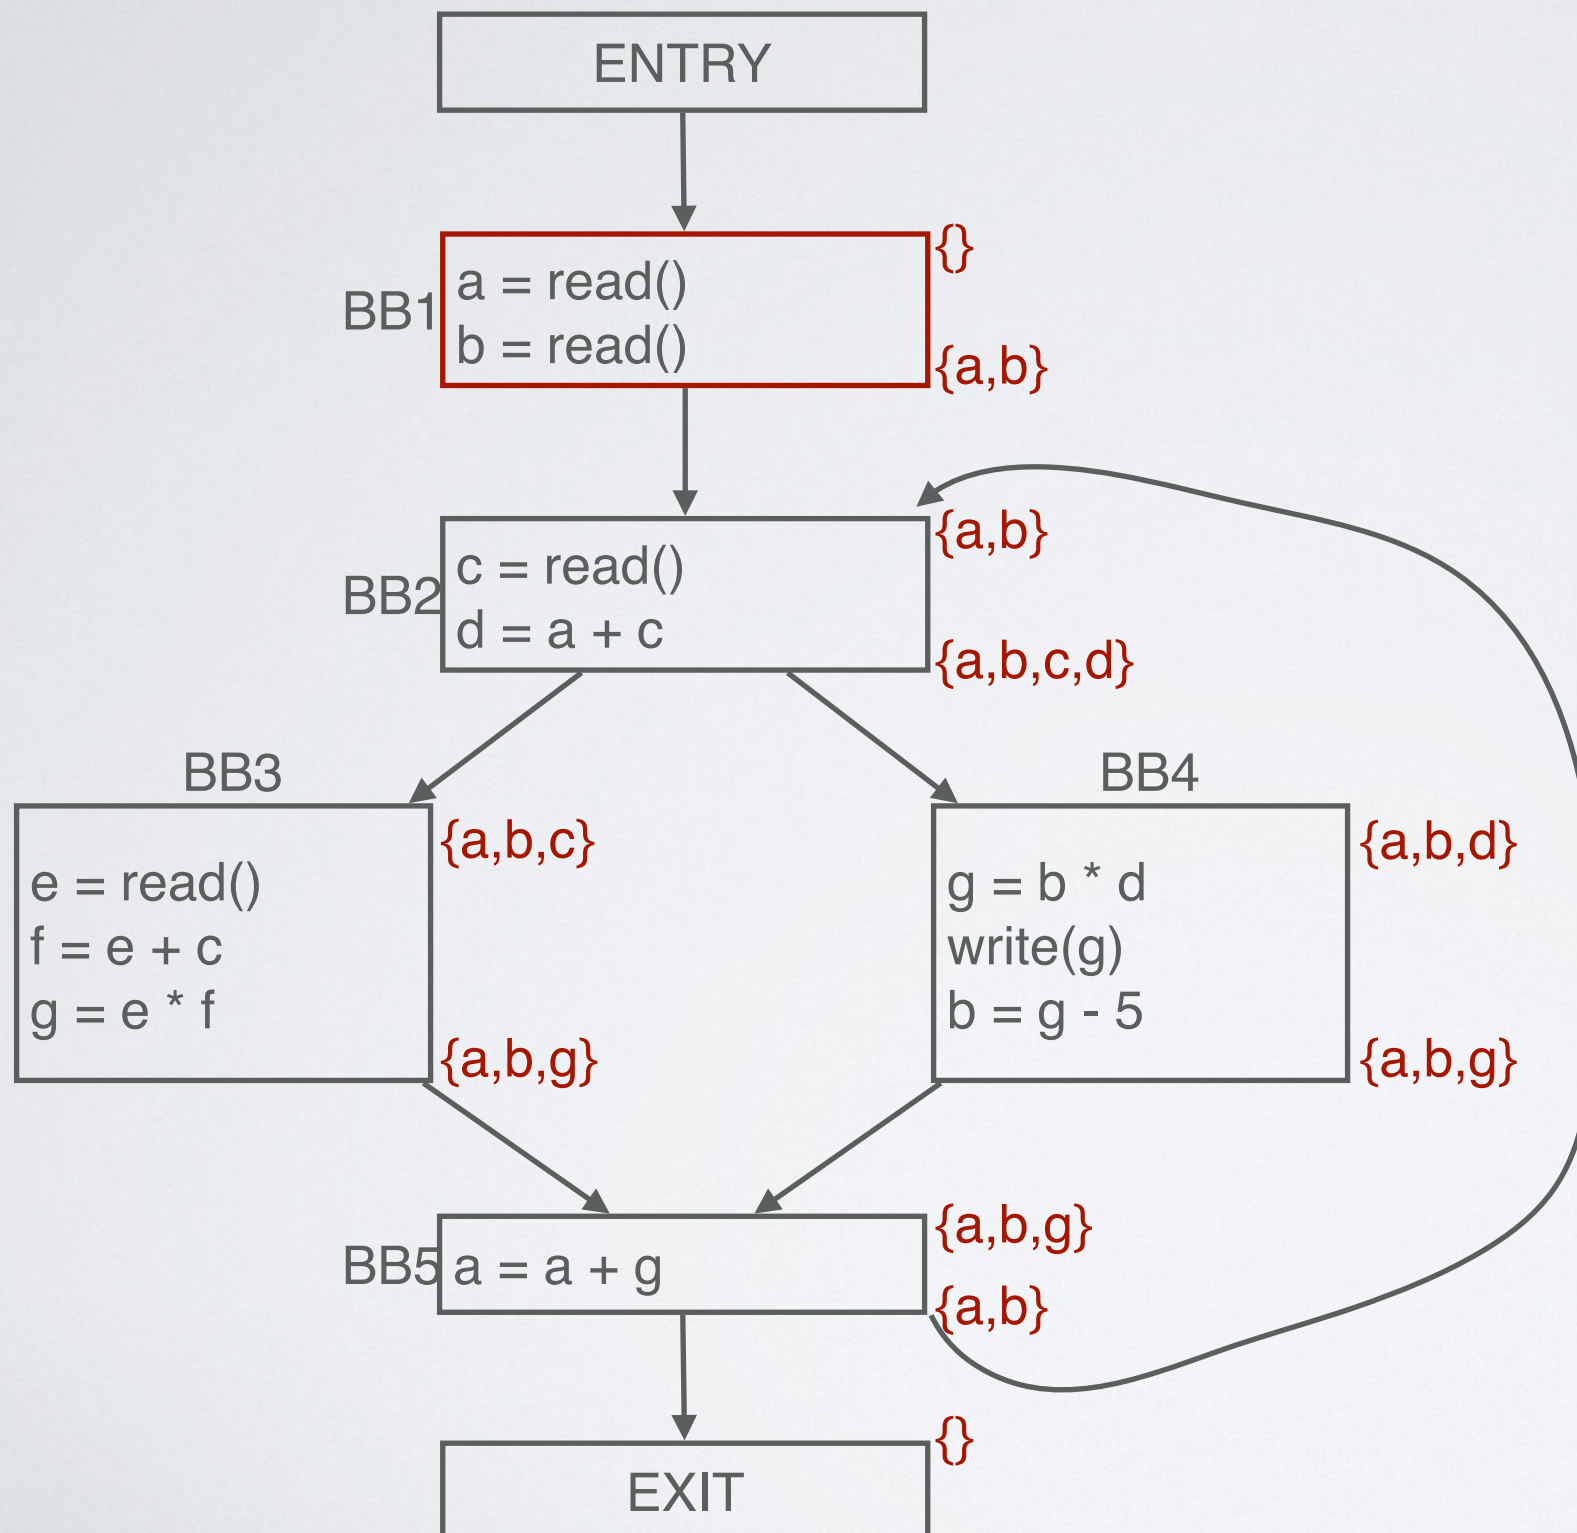 ENTRY
{}
BB1
a = read()
b = read()
{a,b}
{a,b}
BB2
c = read()
d = a + c
{a,b,c,d}
BB3
{a,b,c}
e = read()
f = e + c
g = e * f
{a,b,g}
BB4
{a,b,d}
g = b * d
write(g)
b = g - 5
{a,b,g}
{a,b,g}
BB5
a = a + g
{a,b}
{}
EXIT